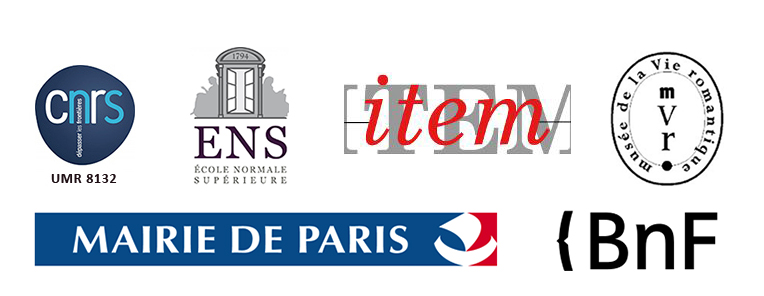 cnrs
dépasser les frontières
UMR 8132
1794
ENS
ÉCOLE NORMALE
SUPÉRIEURE
[TEM
item
musée de la Vie romantique
mvr.
MAIRIE DE PARIS
{BnF